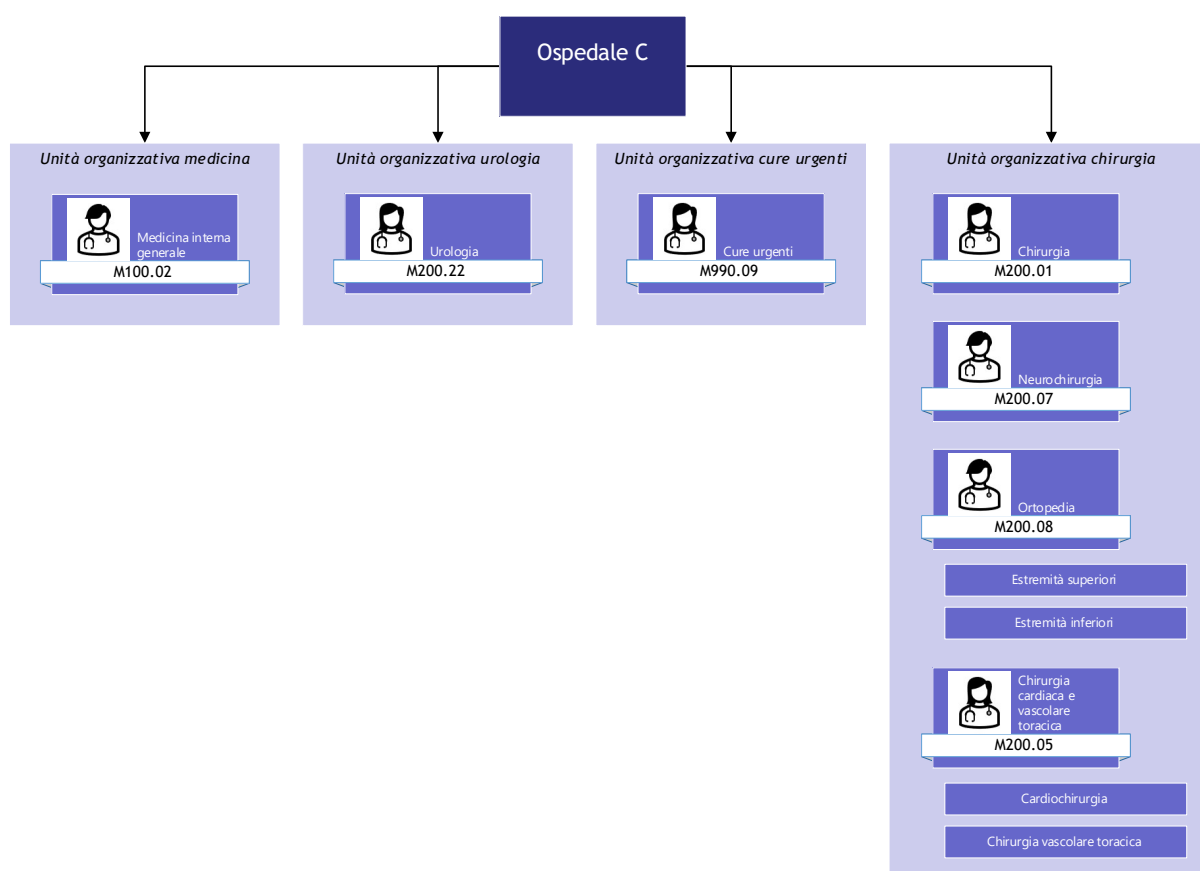 Ospedale C
Unità organizzativa medicina
Medicina interna
generale
M100.02
Unità organizzativa urologia
Urologia
M200.22
Unità organizzativa cure urgenti
Cure urgenti
M990.09
Unità organizzativa chirurgia
Chirurgia
M200.01
Neurochirurgia
M200.07
Ortopedia
M200.08
Estremità superiori
Estremità inferiori
Chirurgia
cardiaca e
vascolare
toracica
M200.05
Cardiochirurgia
Chirurgia vascolare toracica